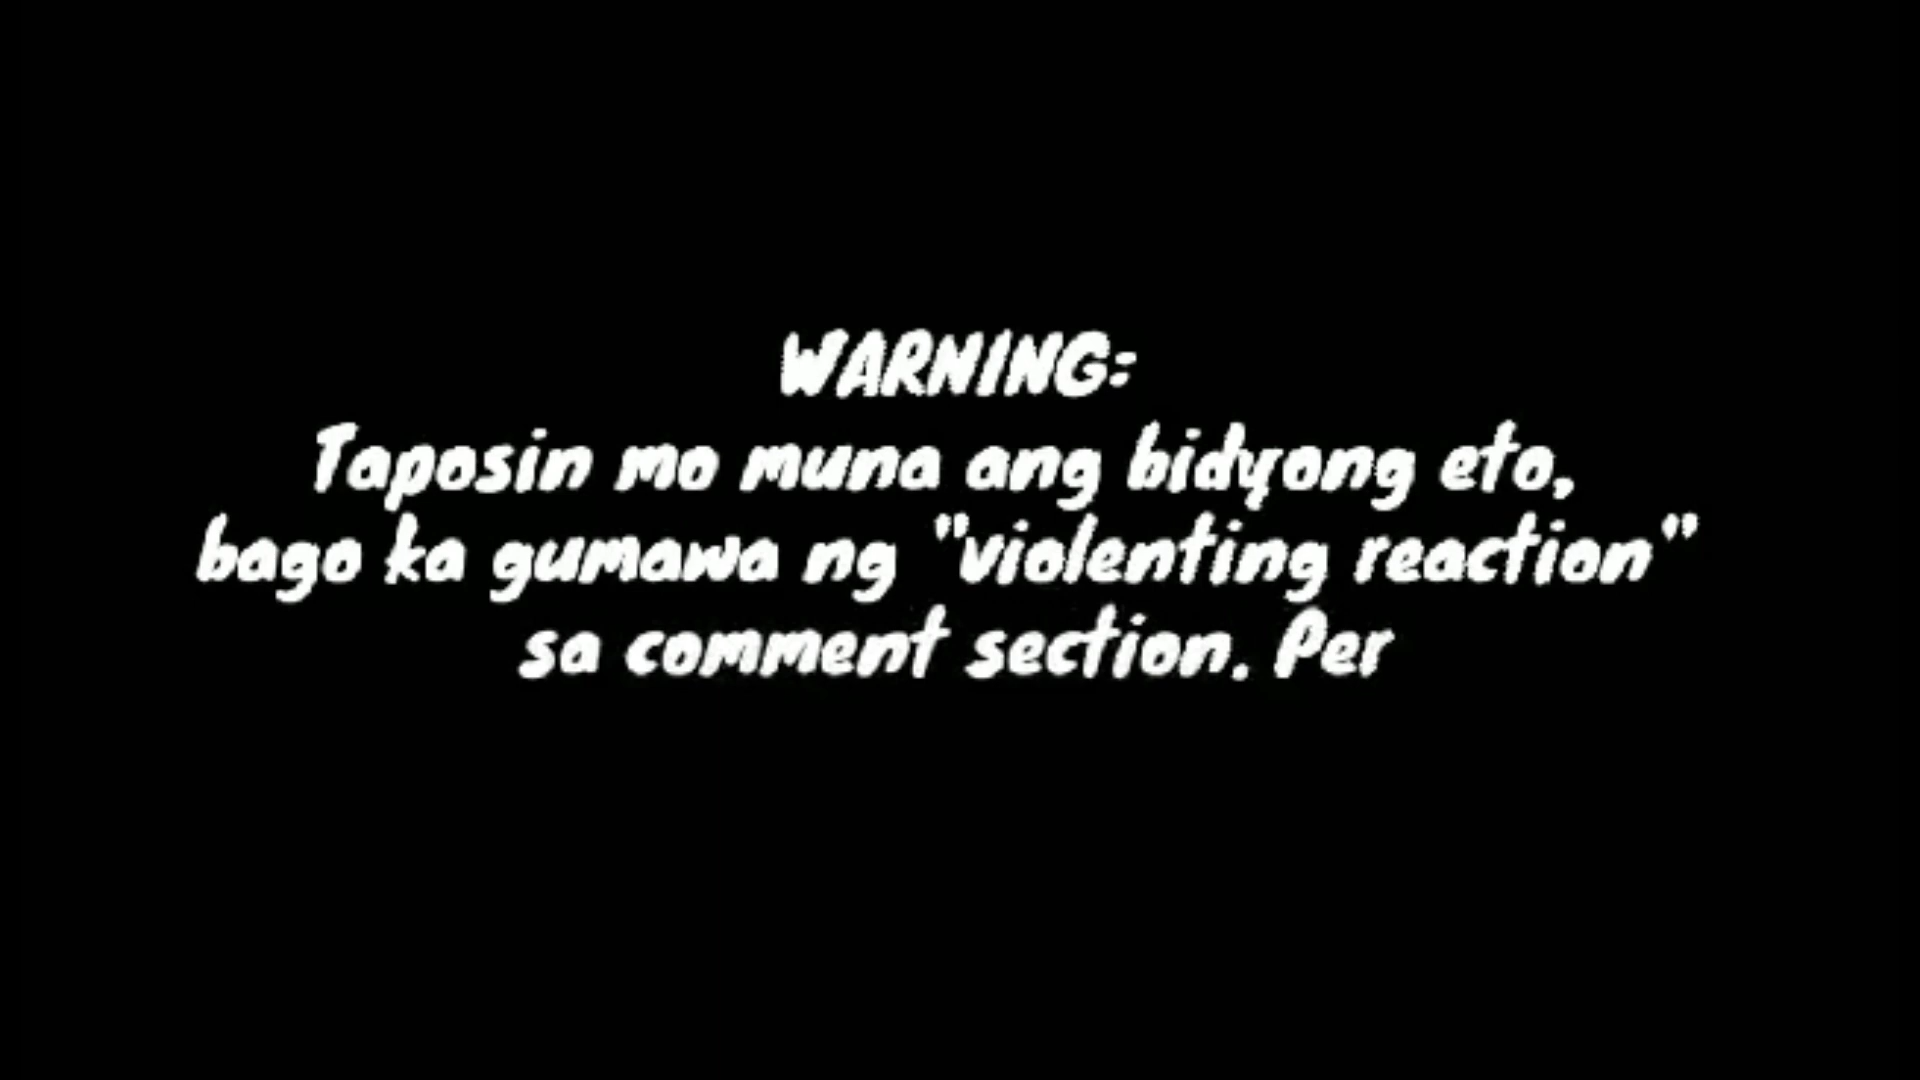 WARNING:
Taposin mo muna ang bidyong eto,
bago ka gumawa ng "violenting reaction"
sa comment section. Per